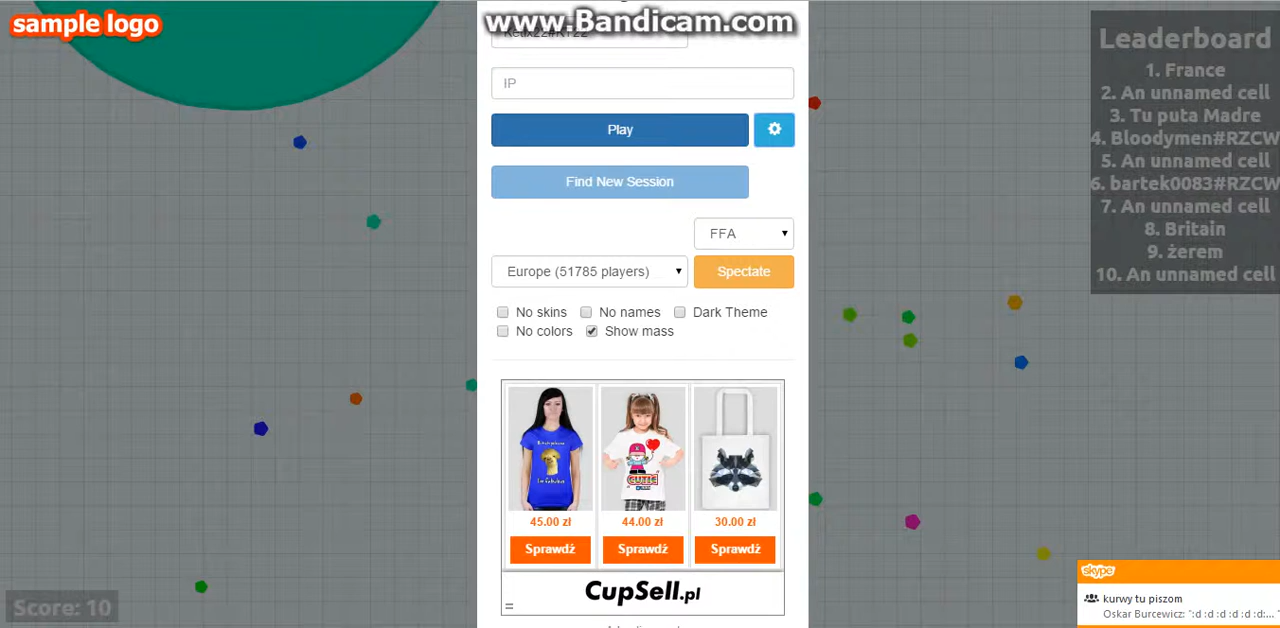 sample logo
www.Bandicam.com
IP
Play
Find New Session
FFA
Europe (51785 players)
Spectate
No skins
No names
Dark Theme
No colors
Show mass
CUTIE
45.00 zł
44.00 zł
30.00 zł
Sprawdź
Sprawdź
Sprawdź
CupSell.pl
Leaderboard
1. France
2. An unnamed cell
3. Tu puta Madre
4. Bloodymen#RZCW
5. An unnamed cell
6. bartek0083#RZCW
7. An unnamed cell
8. Britain
9. żerem
10. An unnamed cell
Score: 10
skype
kurwy tu piszom
Oskar Burcewicz: ":d :d :d :d :d :d:...